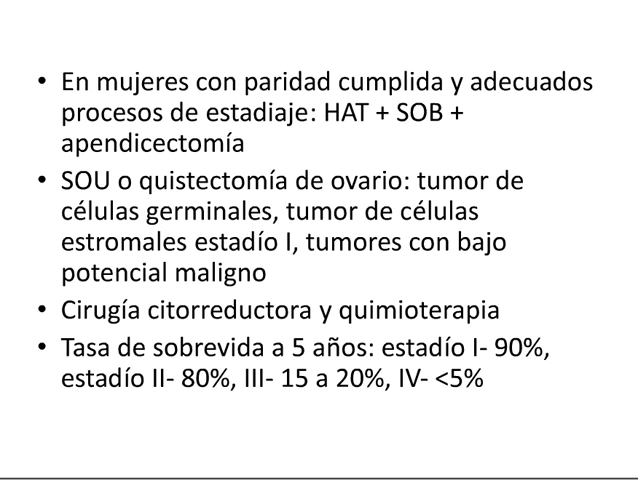 • En mujeres con paridad cumplida y adecuados
procesos de estadiaje: HAT + SOB +
apendicectomía
• SOU o quistectomía de ovario: tumor de
células germinales, tumor de células
estromales estadío I, tumores con bajo
potencial maligno
• Cirugía citorreductora y quimioterapia
• Tasa de sobrevida a 5 años: estadío I- 90%,
estadío II- 80%, III- 15 a 20%, IV- <5%